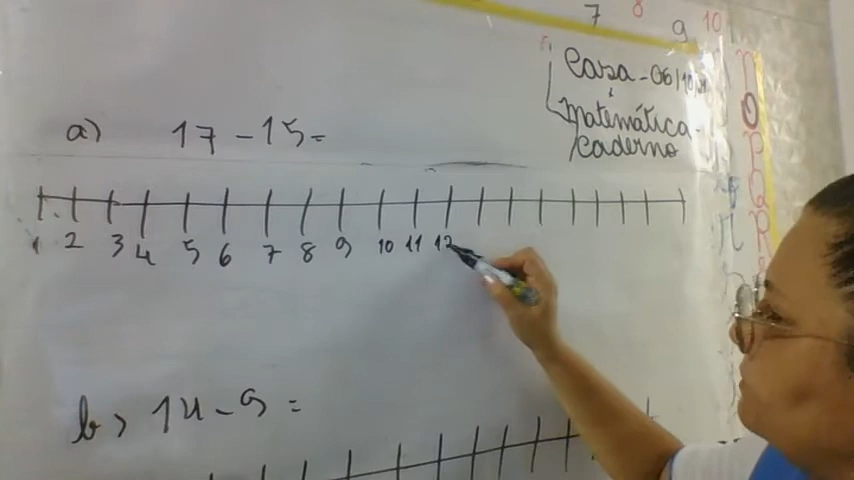 7 8 9 10
Casa - 06/10
Matemática -
caderno
a) 17 - 15 =
1 2 3 4 5 6 7 8 9 10 11 12
b) 14 - 9 =